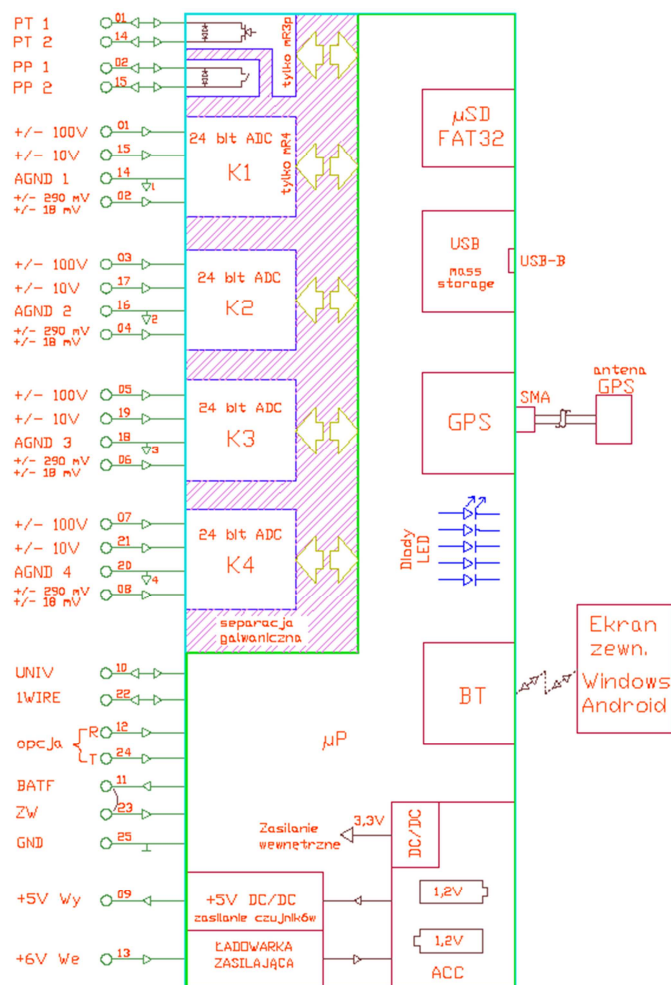 PT 1 01
PT 2 14
PP 1 02
PP 2 15
tylko mR3p
+/- 100V 01
+/- 10V 15
AGND 1 14 1
+/- 290 mV 02
+/- 18 mV
24 bit ADC
K1
tylko mR4
+/- 100V 03
+/- 10V 17
AGND 2 16 2
+/- 290 mV 04
+/- 18 mV
24 bit ADC
K2
+/- 100V 05
+/- 10V 19
AGND 3 18 3
+/- 290 mV 06
+/- 18 mV
24 bit ADC
K3
+/- 100V 07
+/- 10V 21
AGND 4 20 4
+/- 290 mV 08
+/- 18 mV
24 bit ADC
K4
separacja
galwaniczna
UNIV 10
1WIRE 22
opcja R 12
T 24
BATF 11
ZW 23
GND 25
+5V Wy 09
+6V We 13
µSD
FAT32
USB
mass
storage
USB-B
GPS
SMA
antena
GPS
Diody
LED
BT
Ekran
zewn.
Windows
Android
µP
Zasilanie
wewnętrzne
3,3V
DC/DC
+5V DC/DC
zasilanie czujników
ŁADOWARKA
ZASILAJĄCA
1,2V
1,2V
ACC